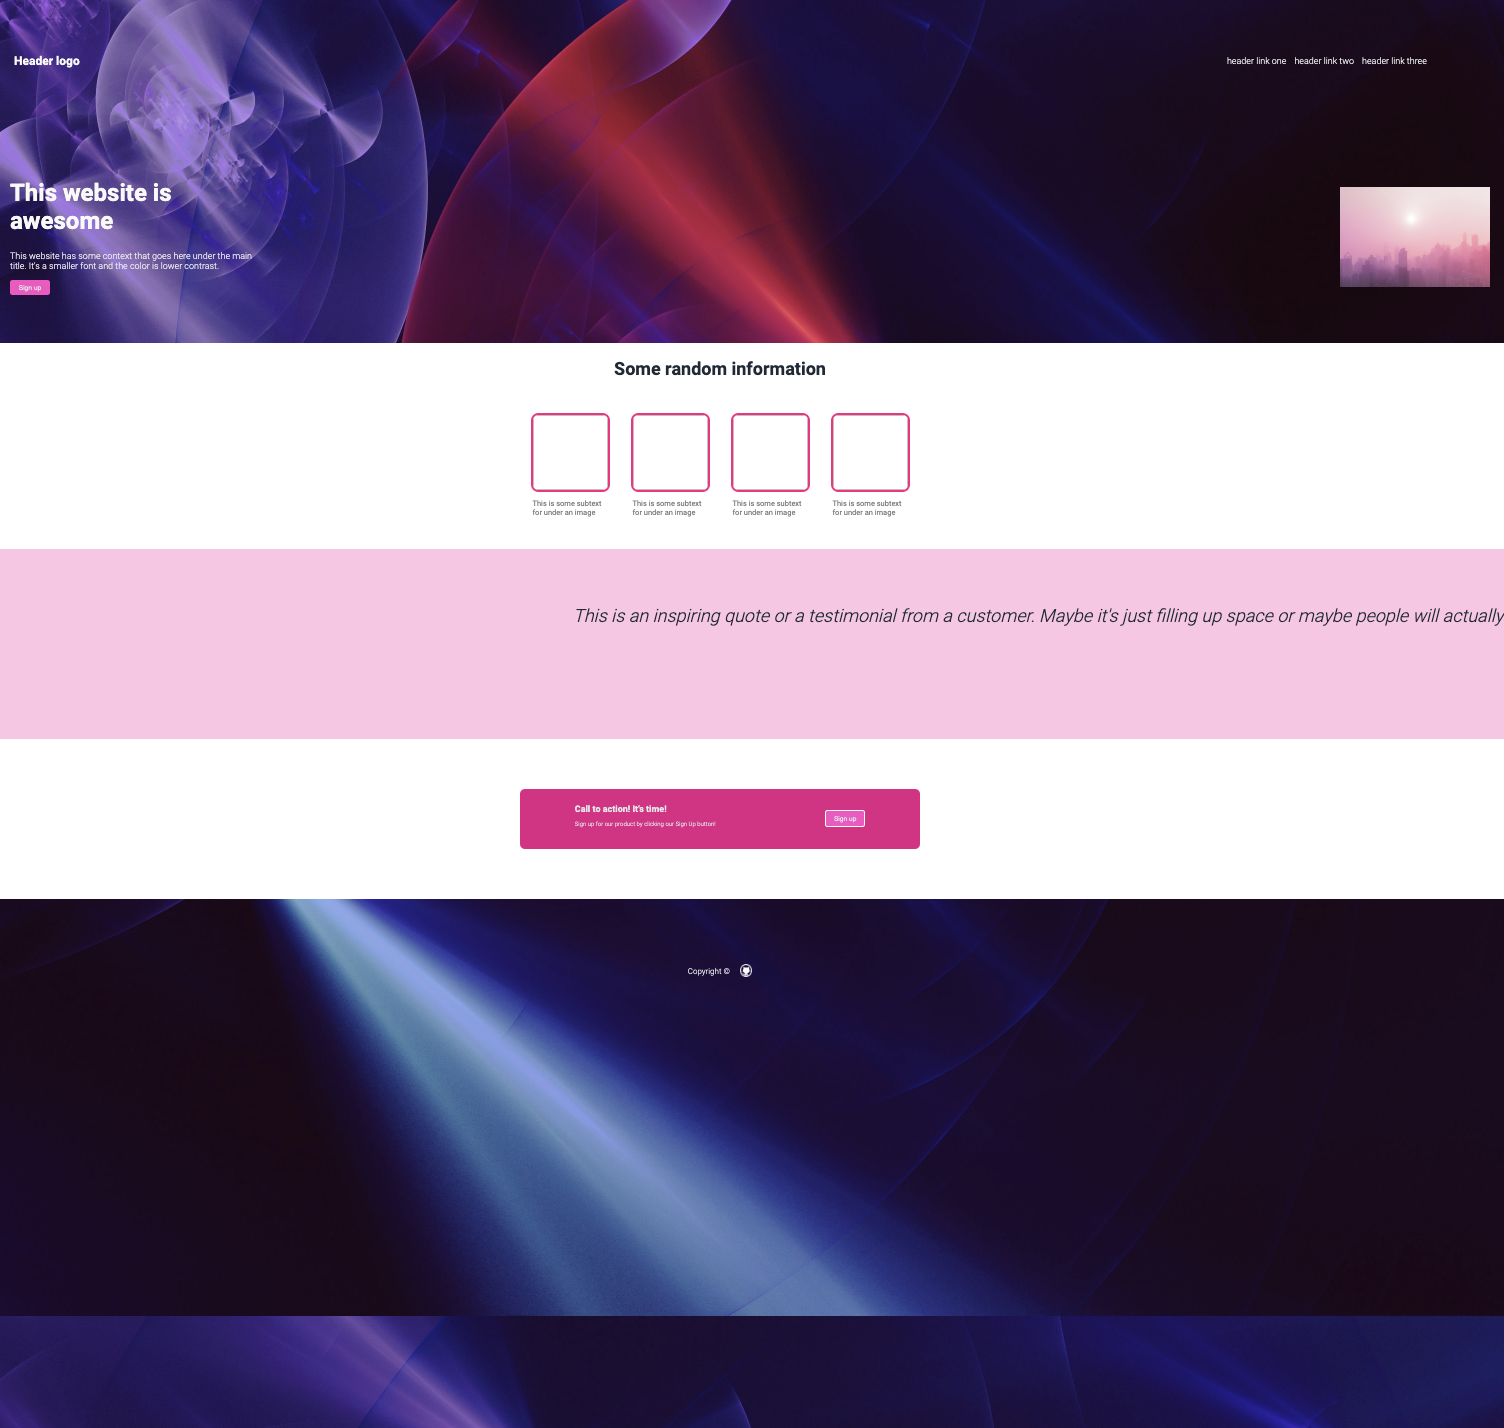 Header logo
header link one header link two header link three
This website is
awesome
This website has some context that goes here under the main
title. It's a smaller font and the color is lower contrast.
Sign up
Some random information
This is some subtext
for under an image
This is some subtext
for under an image
This is some subtext
for under an image
This is some subtext
for under an image
This is an inspiring quote or a testimonial from a customer. Maybe it's just filling up space or maybe people will actually
Call to action! It's time!
Sign up for our product by clicking our Sign Up button!
Sign up
Copyright ©